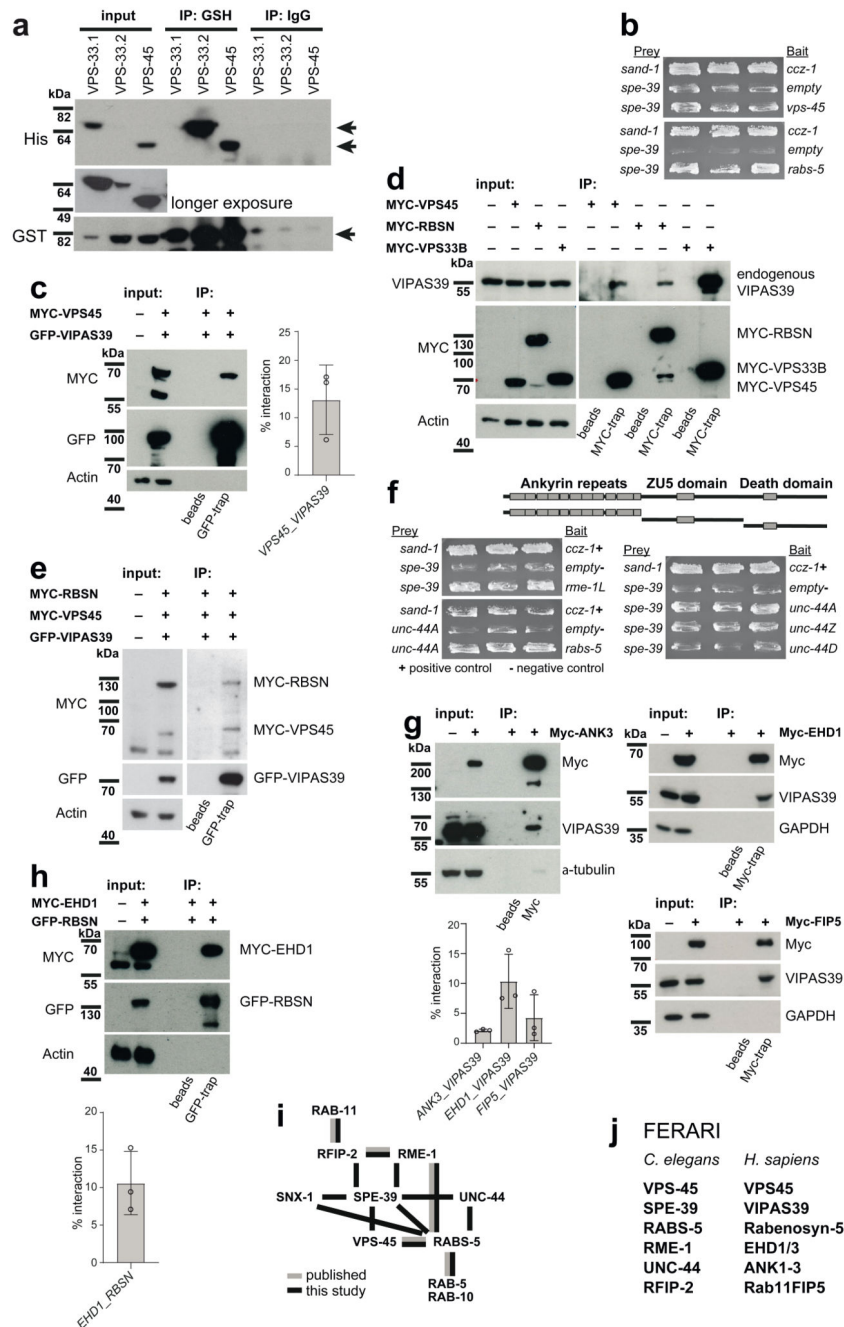 a
input IP: GSH IP: IgG
VPS-33.1 VPS-33.2 VPS-45 VPS-33.1 VPS-33.2 VPS-45 VPS-33.1 VPS-33.2 VPS-45
kDa
82
His
64
64
longer exposure
49
GST 82
b
Prey Bait
sand-1 ccz-1
spe-39 empty
spe-39 vps-45
sand-1 ccz-1
spe-39 empty
spe-39 rabs-5
c
input: IP:
MYC-VPS45 – + + +
GFP-VIPAS39 – + + +
kDa
70
MYC
55
GFP 100
70
Actin
40
beads GFP-trap
% interaction
25
20
15
10
5
0
VPS45_VIPAS39
d
input: IP:
MYC-VPS45 – + – – + + – – – –
MYC-RBSN – – + – – – + + – –
MYC-VPS33B – – – + – – – – + +
kDa
VIPAS39 55 endogenous
VIPAS39
MYC 130 MYC-RBSN
100
MYC-VPS33B
70 MYC-VPS45
Actin
40
beads MYC-trap beads MYC-trap beads MYC-trap
e
input: IP:
MYC-RBSN – + + +
MYC-VPS45 – + + +
GFP-VIPAS39 – + + +
kDa
130 MYC-RBSN
MYC
100
70 MYC-VPS45
GFP GFP-VIPAS39
70
Actin
40
beads GFP-trap
f
Ankyrin repeats ZU5 domain Death domain
Prey Bait
sand-1 ccz-1+
spe-39 empty-
spe-39 rme-1L
sand-1 ccz-1+
unc-44A empty-
unc-44A rabs-5
+ positive control - negative control
Prey Bait
sand-1 ccz-1+
spe-39 empty-
spe-39 unc-44A
spe-39 unc-44Z
spe-39 unc-44D
g
input: IP:
– + + + Myc-ANK3
kDa
Myc
200
130
70 VIPAS39
55
a-tubulin
55
beads Myc
input: IP:
– + + + Myc-EHD1
70
Myc
55 VIPAS39
GAPDH
35
beads Myc-trap
% interaction
20
15
10
5
0
ANK3_VIPAS39 EHD1_VIPAS39 FIP5_VIPAS39
input: IP:
– + + + Myc-FIP5
100 Myc
70
VIPAS39
55
GAPDH
35
beads Myc-trap
h
input: IP:
MYC-EHD1 – + + +
GFP-RBSN – + + +
kDa
MYC 70 MYC-EHD1
55
GFP GFP-RBSN
130
Actin
40
beads GFP-trap
% interaction
20
15
10
5
0
EHD1_RBSN
i
RAB-11
RFIP-2 RME-1
SNX-1 SPE-39 UNC-44
VPS-45 RABS-5
published
this study
RAB-5
RAB-10
j FERARI
C. elegans H. sapiens
VPS-45 VPS45
SPE-39 VIPAS39
RABS-5 Rabenosyn-5
RME-1 EHD1/3
UNC-44 ANK1-3
RFIP-2 Rab11FIP5